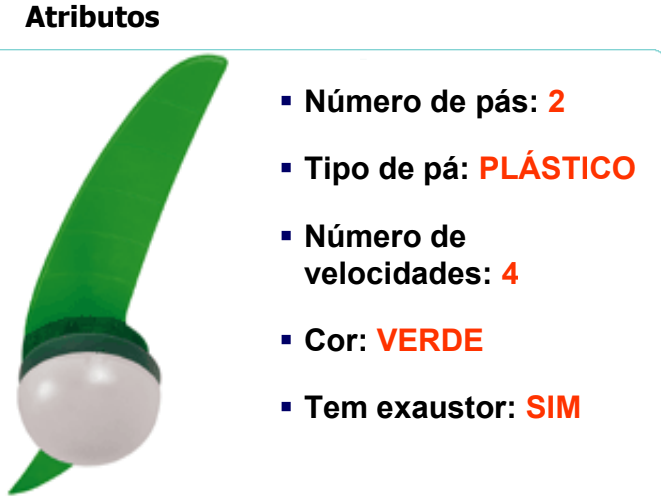 Atributos
▪ Número de pás: 2
▪ Tipo de pá: PLÁSTICO
▪ Número de
velocidades: 4
▪ Cor: VERDE
▪ Tem exaustor: SIM